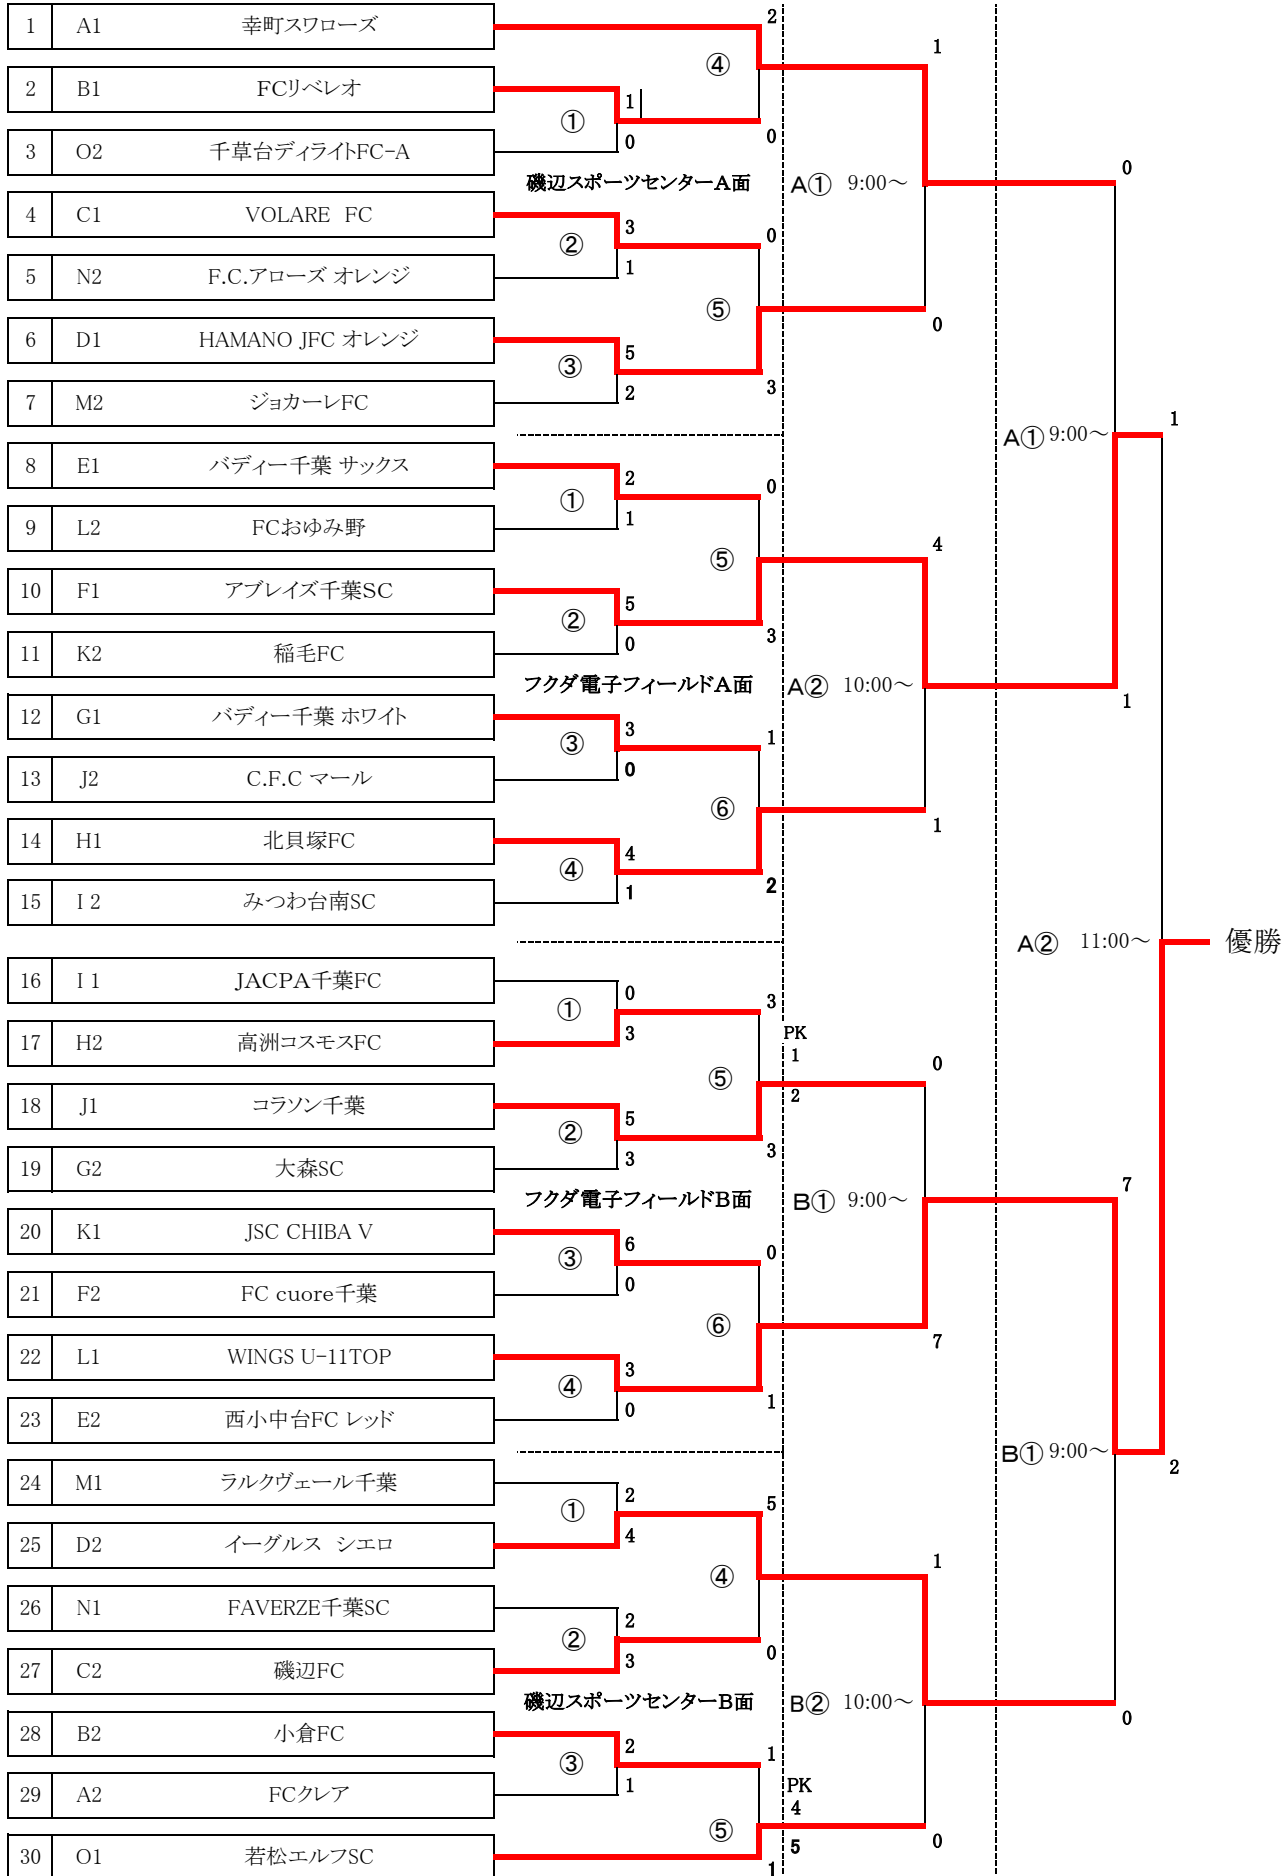 1 A1 幸町スワローズ 2
1
④
2 B1 FCリベレオ
1
①
0
0
3 O2 千草台ディライトFC-A
0
磯辺スポーツセンターA面 A① 9:00～
4 C1 VOLARE FC
3
0
②
1
5 N2 F.C.アローズ オレンジ
⑤
0
6 D1 HAMANO JFC オレンジ
5
③
2
3
7 M2 ジョカーレFC
1
A① 9:00～
8 E1 バディー千葉 サックス
2
0
①
1
9 L2 FCおゆみ野
4
⑤
10 F1 アブレイズ千葉SC
5
②
0
3
11 K2 稲毛FC
フクダ電子フィールドA面 A② 10:00～
1
12 G1 バディー千葉 ホワイト
3
1
③
0
13 J2 C.F.C マール
⑥
1
14 H1 北貝塚FC
4
④
1
2
15 I 2 みつわ台南SC
A② 11:00～ 優勝
16 I 1 JACPA千葉FC
0
3
①
3
PK
1
17 H2 高洲コスモスFC
0
⑤
2
18 J1 コラソン千葉
5
②
3
3
19 G2 大森SC
7
フクダ電子フィールドB面 B① 9:00～
20 K1 JSC CHIBA V
6
0
③
0
21 F2 FC cuore千葉
⑥
7
22 L1 WINGS U-11TOP
3
④
0
1
23 E2 西小中台FC レッド
B① 9:00～
2
24 M1 ラルクヴェール千葉
2
5
①
4
25 D2 イーグルス シエロ
1
④
26 N1 FAVERZE千葉SC
2
②
3
0
27 C2 磯辺FC
磯辺スポーツセンターB面 B② 10:00～
0
28 B2 小倉FC
2
1
③
1
PK
4
29 A2 FCクレア
⑤
5
0
30 O1 若松エルフSC
1